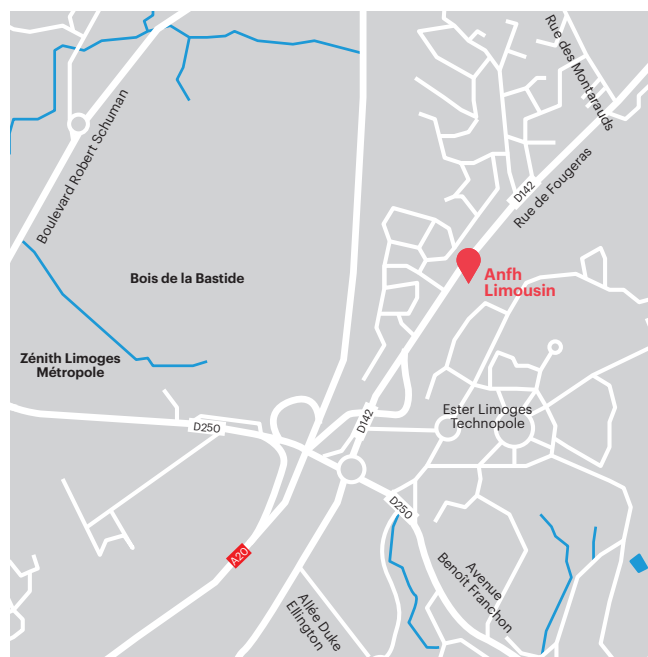 Rue des Montarauds
Boulevard Robert Schuman
D142
Rue de Fougeras
Bois de la Bastide
Anfh
Limousin
Zénith Limoges
Métropole
D250
D142
Ester Limoges
Technopole
D250
A20
Avenue
Benoît Franchon
Allée Duke
Ellington